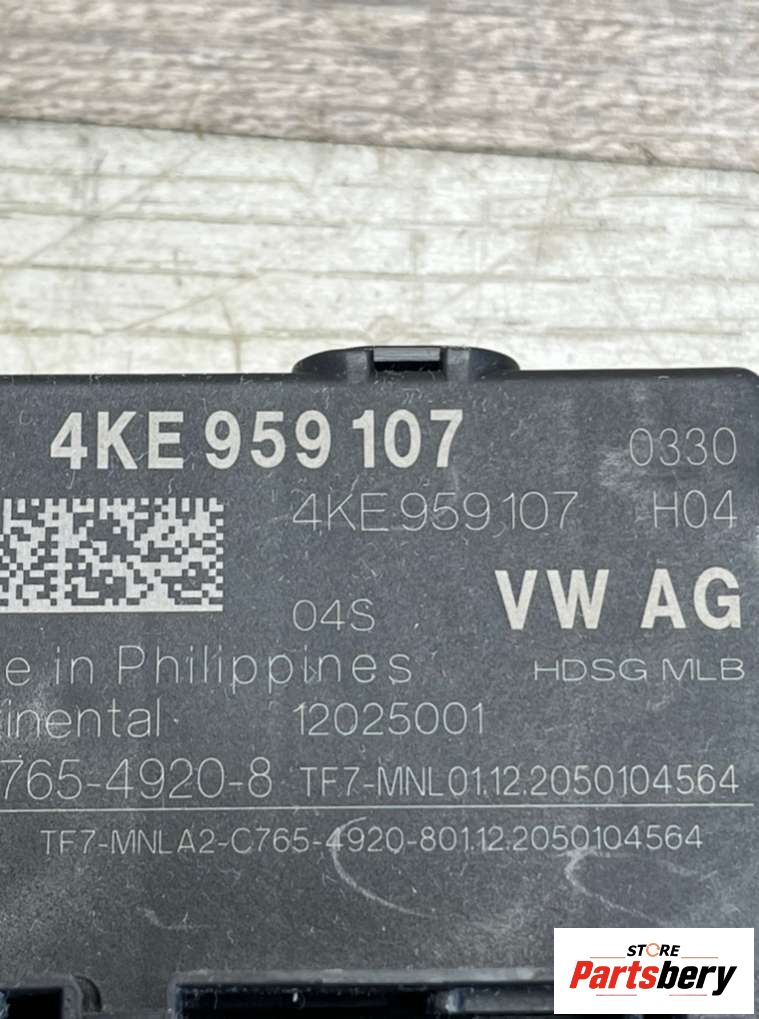 4KE 959 107 0330
4KE 959 107 H04
04S VW AG
e in Philippines HDSG MLB
inental 12025001
765-4920-8 TF7-MNL01.12.2050104564
TF7-MNLA2-C765-4920-801.12.2050104564
STORE
Partsbery